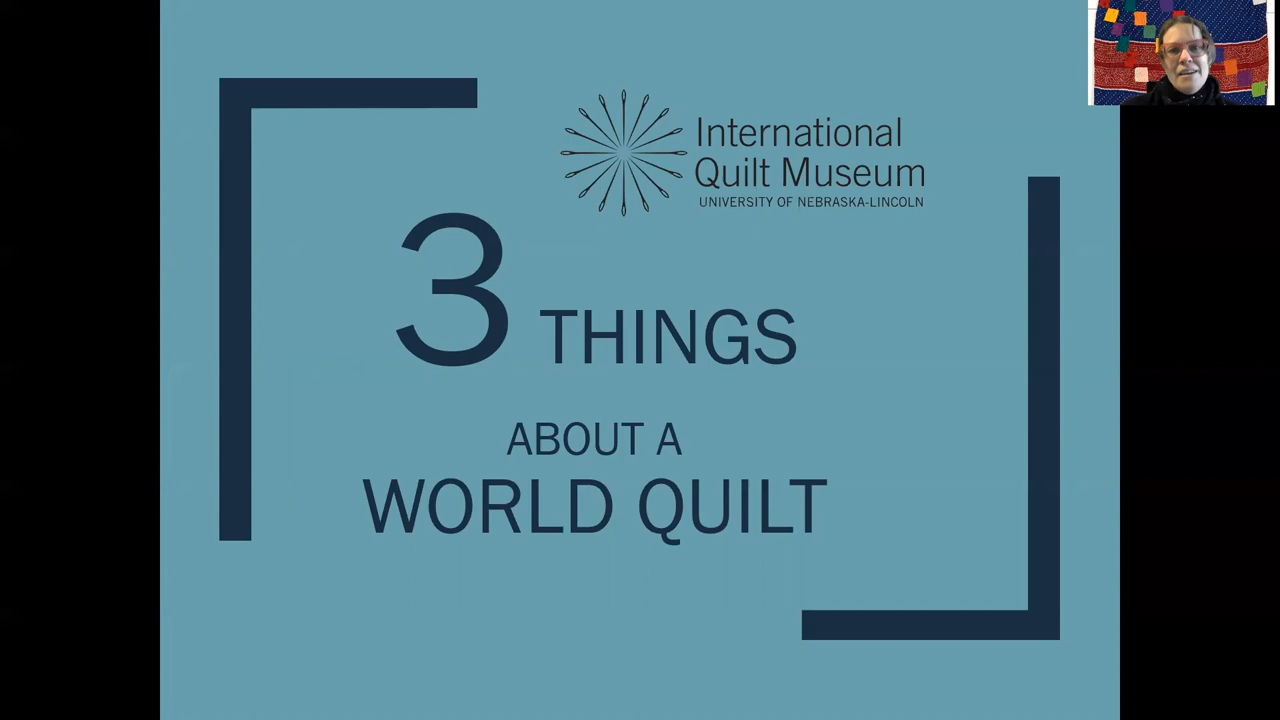 International
Quilt Museum
UNIVERSITY OF NEBRASKA-LINCOLN
3 THINGS
ABOUT A
WORLD QUILT